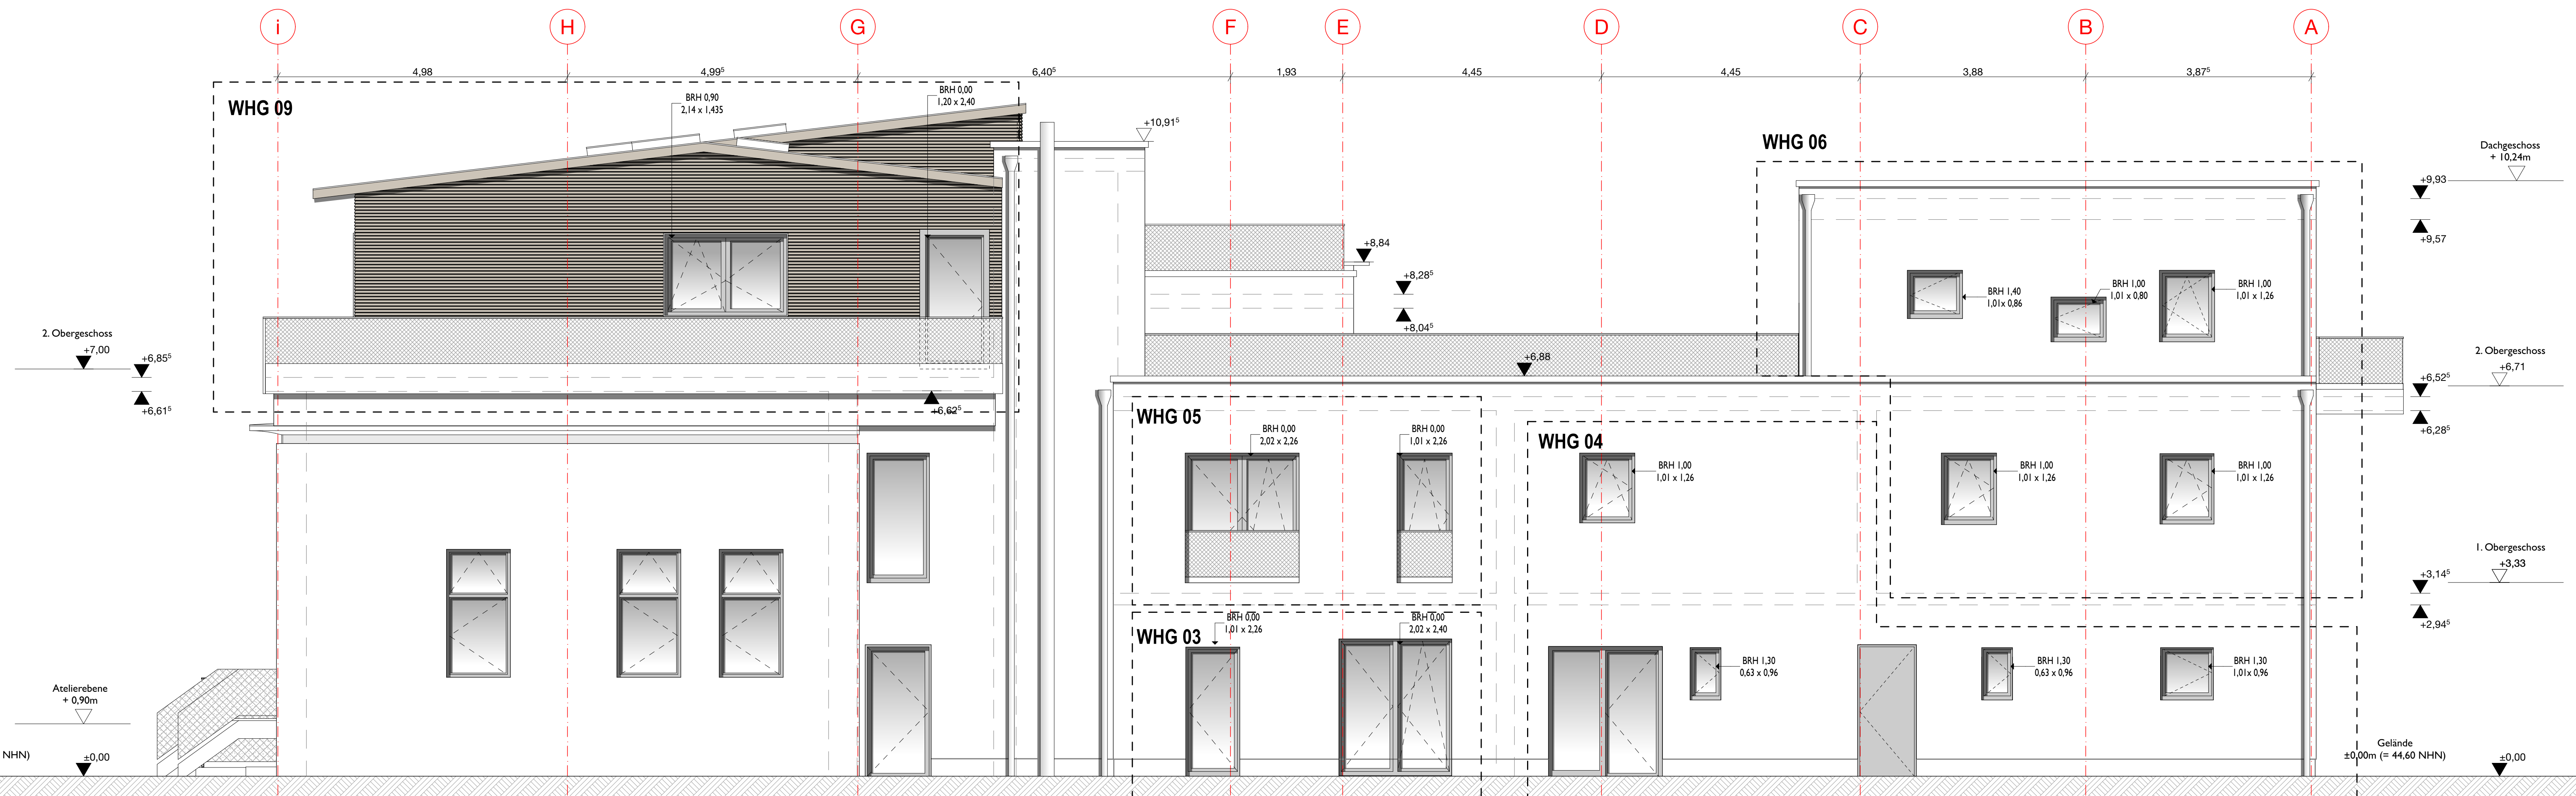 i
H
G
F
E
D
C
B
A
4,98
4,99⁵
6,40⁵
1,93
4,45
4,45
3,88
3,87⁵
WHG 09
BRH 0,90
2,14 x 1,435
BRH 0,00
1,20 x 2,40
+10,91⁵
WHG 06
Dachgeschoss
+ 10,24m
+9,93
+9,57
+8,84
+8,28⁵
+8,04⁵
BRH 1,40
1,01x 0,86
BRH 1,00
1,01 x 0,80
BRH 1,00
1,01 x 1,26
2. Obergeschoss
+7,00
+6,85⁵
+6,61⁵
+6,62⁵
+6,88
2. Obergeschoss
+6,71
+6,52⁵
+6,28⁵
WHG 05
BRH 0,00
2,02 x 2,26
BRH 0,00
1,01 x 2,26
WHG 04
BRH 1,00
1,01 x 1,26
BRH 1,00
1,01 x 1,26
BRH 1,00
1,01 x 1,26
1. Obergeschoss
+3,33
+3,14⁵
+2,94⁵
WHG 03
BRH 0,00
1,01 x 2,26
BRH 0,00
2,02 x 2,40
BRH 1,30
0,63 x 0,96
BRH 1,30
0,63 x 0,96
BRH 1,30
1,01x 0,96
Atelierebene
+ 0,90m
NHN)
±0,00
Gelände
±0,00m (= 44,60 NHN)
±0,00